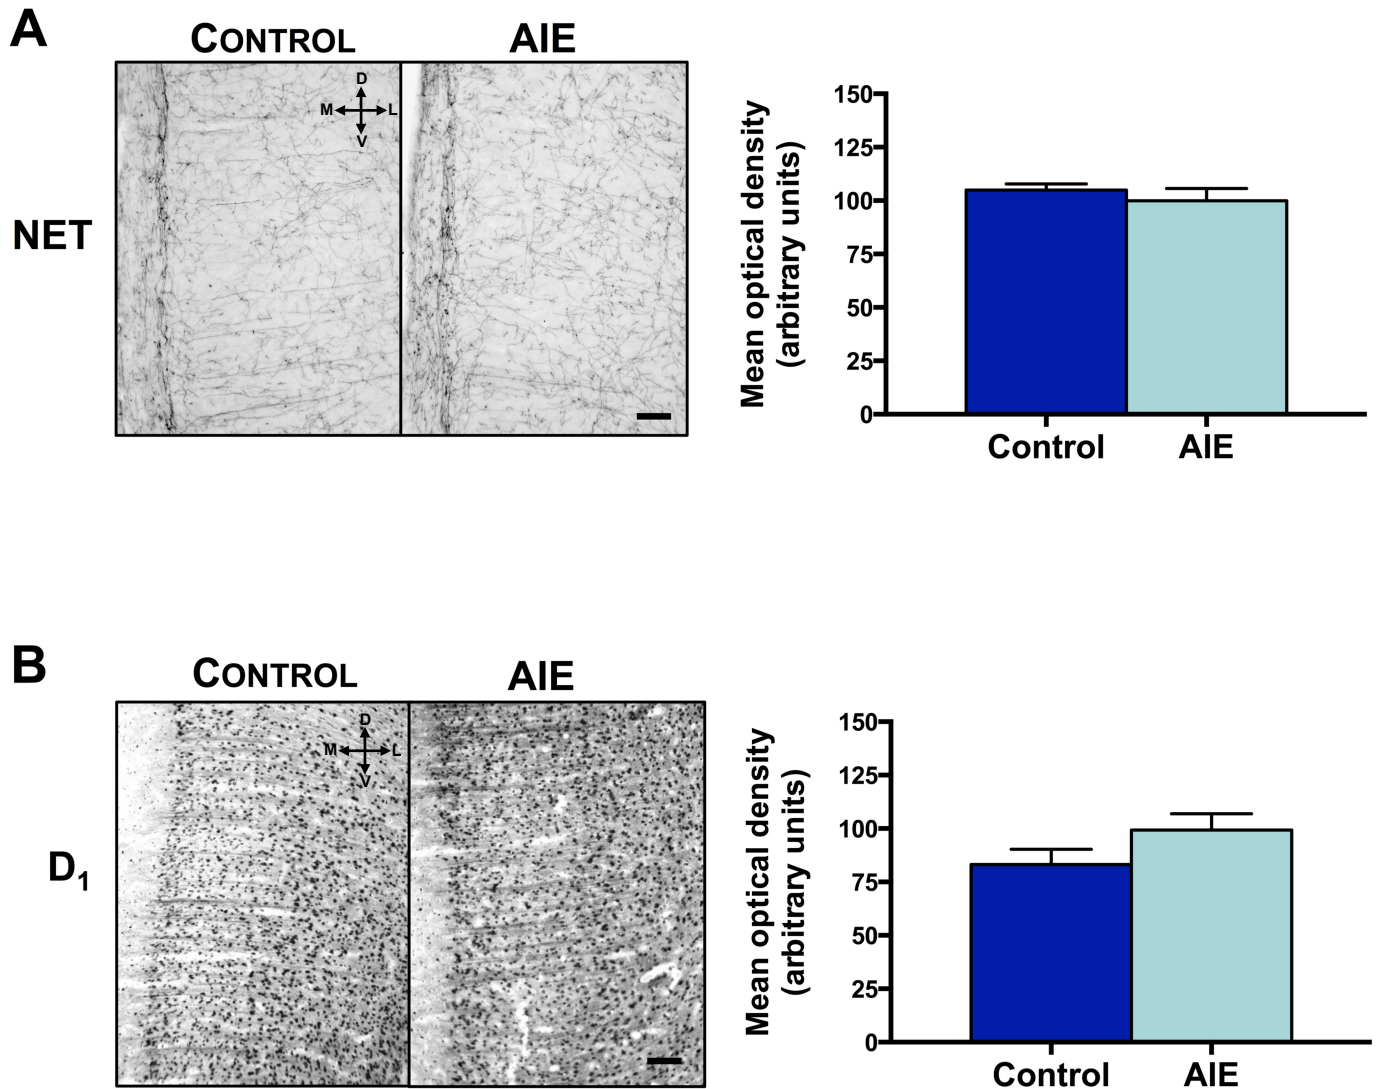 A
CONTROL
AIE
NET
D
M
L
V
Mean optical density
(arbitrary units)
150
125
100
75
50
25
0
Control
AIE
B
CONTROL
AIE
D1
D
M
L
V
Mean optical density
(arbitrary units)
150
125
100
75
50
25
0
Control
AIE